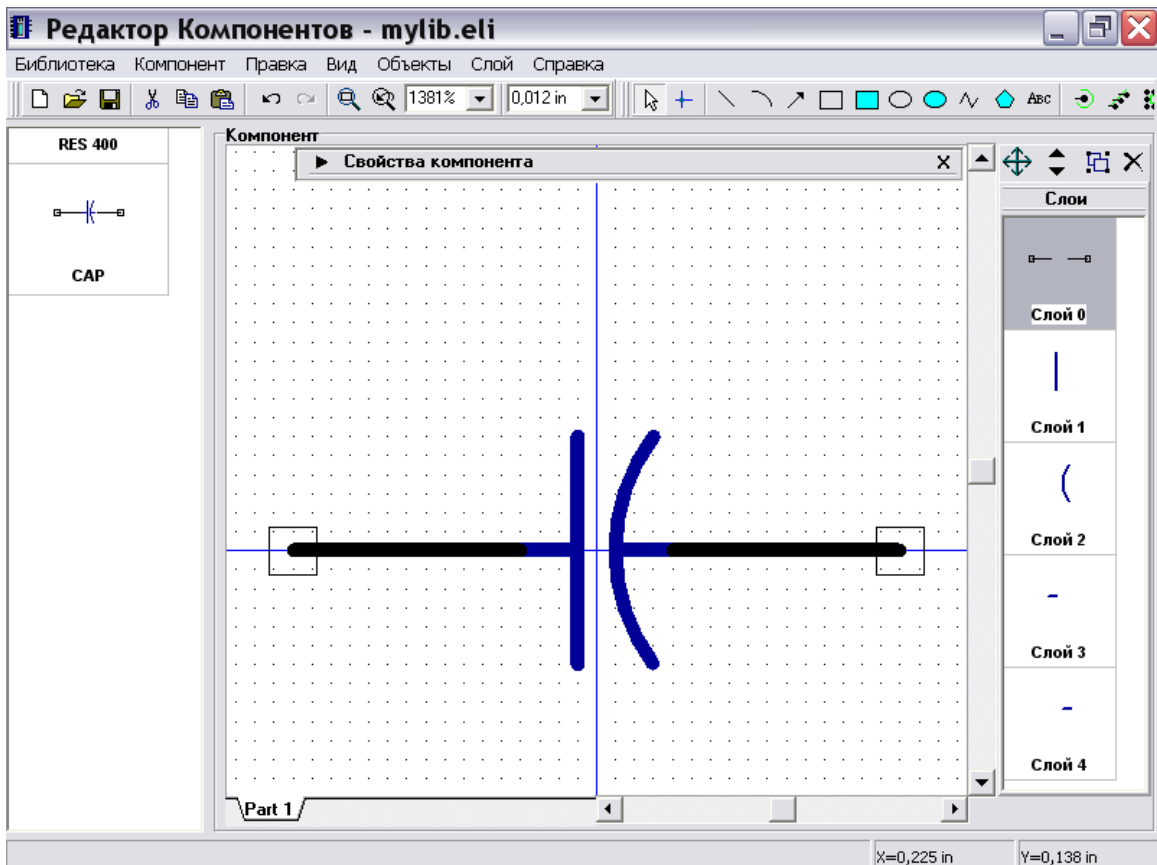 Редактор Компонентов - mylib.eli
Библиотека Компонент Правка Вид Объекты Слой Справка
1381% 0,012 in ABC
RES 400
CAP
Компонент
Свойства компонента X
Слои
Слой 0
Слой 1
Слой 2
Слой 3
Слой 4
Part 1
X=0,225 in Y=0,138 in